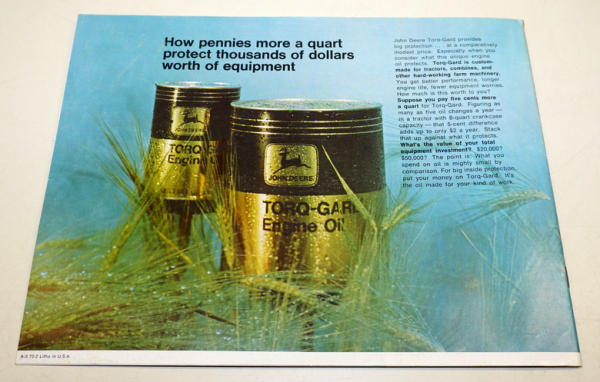 How pennies more a quart
protect thousands of dollars
worth of equipment
John Deere Torq-Gard provides
big protection . . . at a comparatively
modest price. Especially when you
consider what this unique engine
oil protects. Torq-Gard is custom-
made for tractors, combines, and
other hard-working farm machinery.
You get better performance, longer
engine life, fewer equipment worries.
How much is this worth to you?
Suppose you pay five cents more
a quart for Torq-Gard. Figuring as
many as five oil changes a year—
in a tractor with 8-quart crankcase
capacity—that 5-cent difference
adds up to only $2 a year. Stack
that up against what it protects.
What's the value of your total
equipment investment?. $20,000?
$50,000? The point is: What you
spend on oil is mighty small by
comparison. For big inside protection,
put your money on Torq-Gard. It's
the oil made for your kind of work.
JOHN DEERE
TORQ-G
Engine Oil
JOHN DEERE
TORQ-GARD
Engine Oil
Litho in U.S.A.